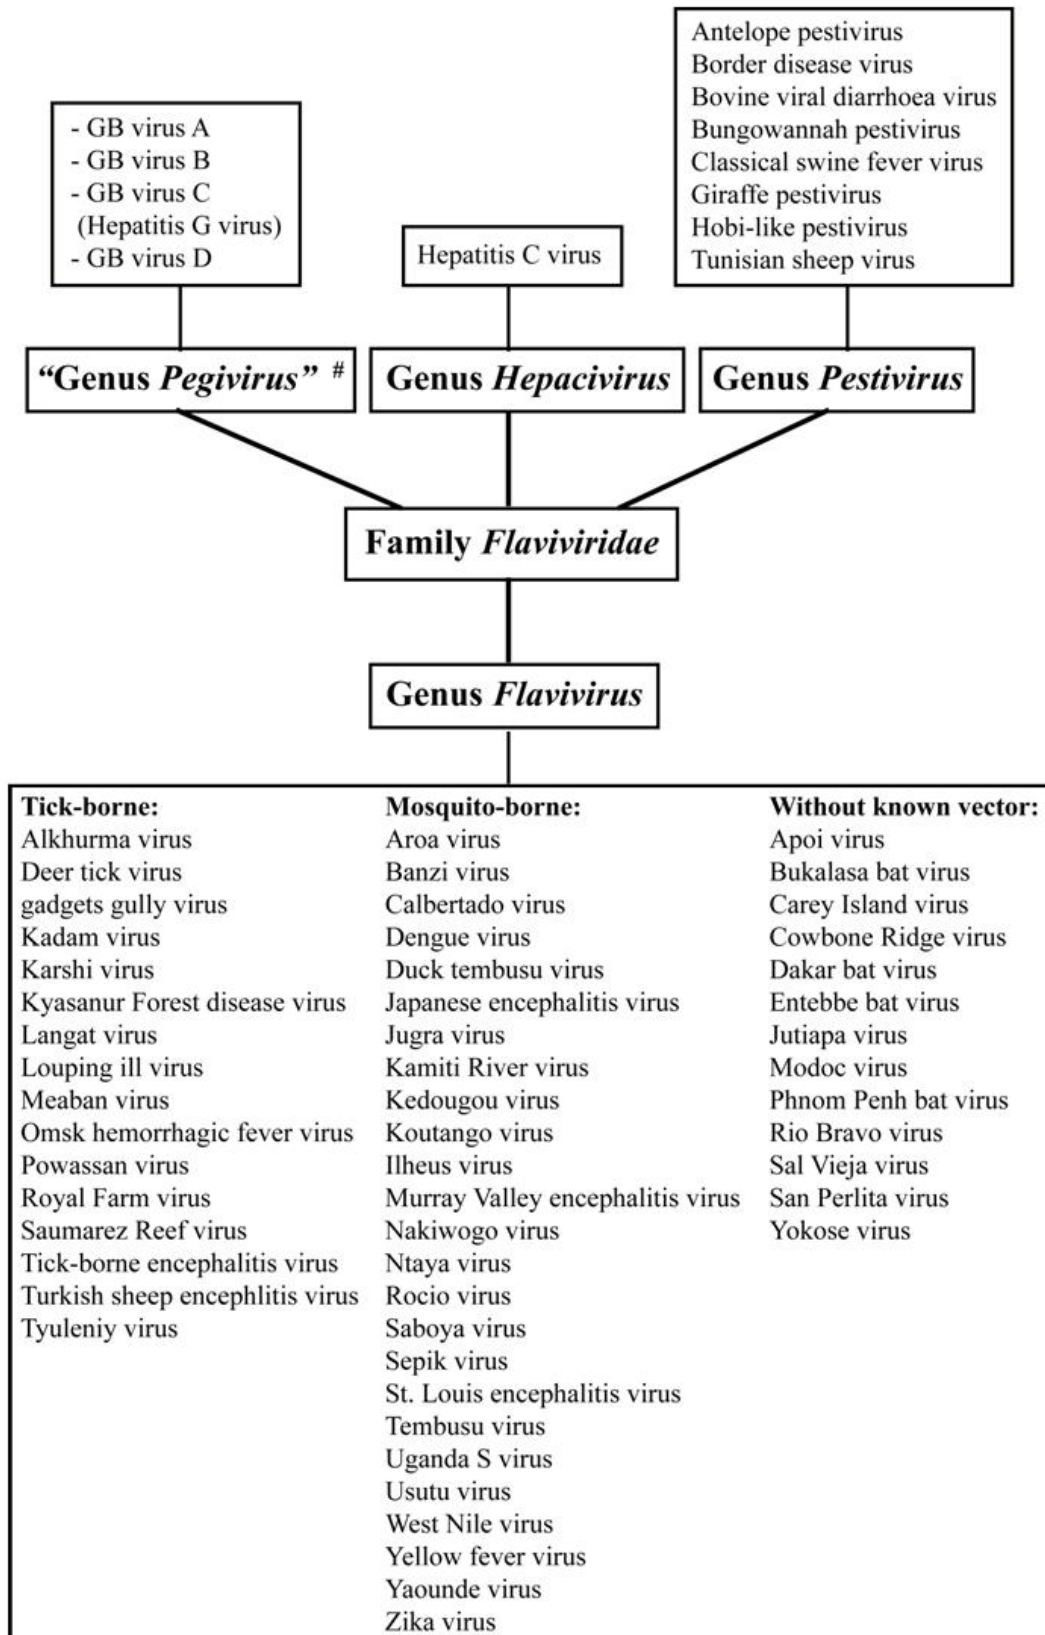 - GB virus A
- GB virus B
- GB virus C
(Hepatitis G virus)
- GB virus D
Hepatitis C virus
Antelope pestivirus
Border disease virus
Bovine viral diarrhoea virus
Bungowannah pestivirus
Classical swine fever virus
Giraffe pestivirus
Hobi-like pestivirus
Tunisian sheep virus
“Genus Pegivirus” #
Genus Hepacivirus
Genus Pestivirus
Family Flaviviridae
Genus Flavivirus
Tick-borne:
Alkhurma virus
Deer tick virus
gadgets gully virus
Kadam virus
Karshi virus
Kyasanur Forest disease virus
Langat virus
Louping ill virus
Meaban virus
Omsk hemorrhagic fever virus
Powassan virus
Royal Farm virus
Saumarez Reef virus
Tick-borne encephalitis virus
Turkish sheep encephlitis virus
Tyuleniy virus
Mosquito-borne:
Aroa virus
Banzi virus
Calbertado virus
Dengue virus
Duck tembusu virus
Japanese encephalitis virus
Jugra virus
Kamiti River virus
Kedougou virus
Koutango virus
Ilheus virus
Murray Valley encephalitis virus
Nakiwogo virus
Ntaya virus
Rocio virus
Saboya virus
Sepik virus
St. Louis encephalitis virus
Tembusu virus
Uganda S virus
Usutu virus
West Nile virus
Yellow fever virus
Yaounde virus
Zika virus
Without known vector:
Apoi virus
Bukalasa bat virus
Carey Island virus
Cowbone Ridge virus
Dakar bat virus
Entebbe bat virus
Jutiapa virus
Modoc virus
Phnom Penh bat virus
Rio Bravo virus
Sal Vieja virus
San Perlita virus
Yokose virus